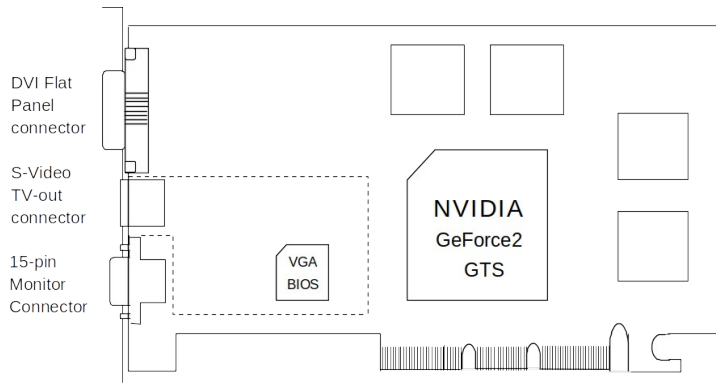 DVI Flat
Panel
connector
S-Video
TV-out
connector
15-pin
Monitor
Connector
VGA
BIOS
NVIDIA
GeForce2
GTS